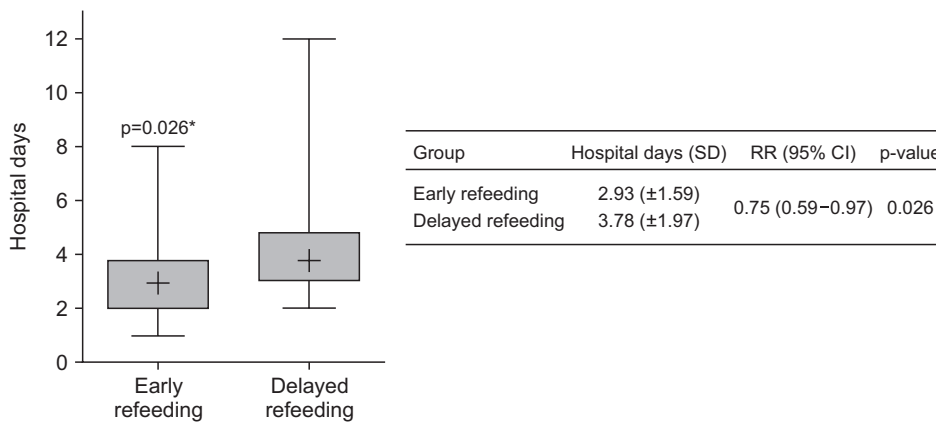 12
10
8
6
4
2
0
Hospital days
p=0.026*
Early
refeeding
Delayed
refeeding
Group Hospital days (SD) RR (95% CI) p-value
Early refeeding 2.93 (±1.59)
0.75 (0.59−0.97) 0.026
Delayed refeeding 3.78 (±1.97)